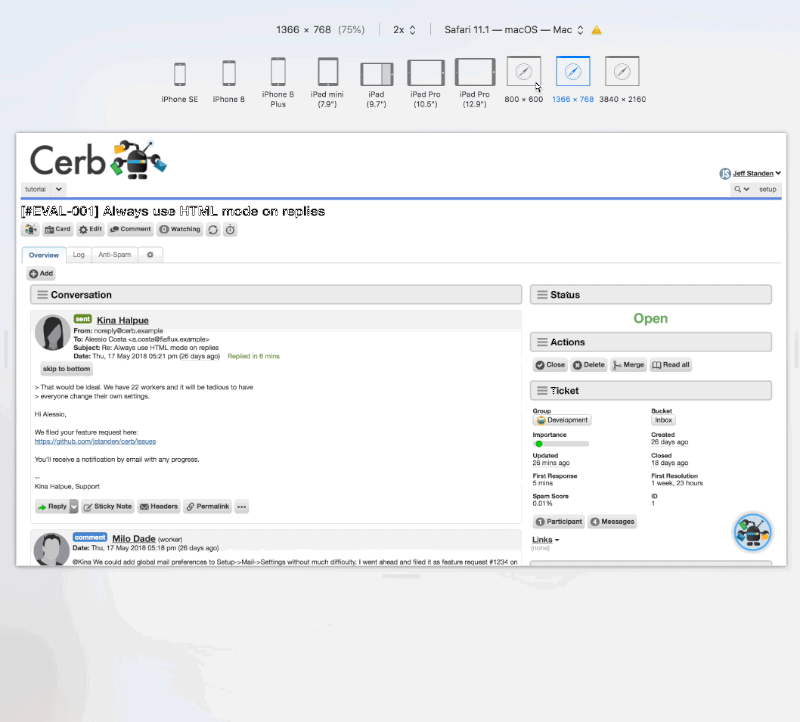 1366 × 768 (75%) 2x Safari 11.1 — macOS — Mac
iPhone SE
iPhone 8
iPhone 8 Plus
iPad mini (7.9")
iPad (9.7")
iPad Pro (10.5")
iPad Pro (12.9")
800 × 600
1366 × 768
3840 × 2160
Cerb
JS Jeff Standen
tutorial
setup
[#EVAL-001] Always use HTML mode on replies
Card Edit Comment 0 Watching
Overview Log Anti-Spam
Add
Conversation
sent Kina Halpue
From: noreply@cerb.example
To: Alessio Costa <a.costa@fiaflux.example>
Subject: Re: Always use HTML mode on replies
Date: Thu, 17 May 2018 05:21 pm (26 days ago) Replied in 6 mins
skip to bottom
> That would be ideal. We have 22 workers and it will be tedious to have
> everyone change their own settings.
Hi Alessio,
We filed your feature request here:
https://github.com/jstanden/cerb/issues
You'll receive a notification by email with any progress.
--
Kina Halpue, Support
Reply Sticky Note Headers Permalink •••
comment Milo Dade (worker)
Date: Thu, 17 May 2018 05:18 pm (26 days ago)
@Kina We could add global mail preferences to Setup->Mail->Settings without much difficulty. I went ahead and filed it as feature request #1234 on
Status
Open
Actions
Close Delete Merge Read all
Ticket
Group
Development
Bucket
Inbox
Importance
Created
26 days ago
Updated
26 mins ago
Closed
18 days ago
First Response
5 mins
First Resolution
1 week, 23 hours
Spam Score
0.01%
ID
1
1 Participant 4 Messages
Links
(none)